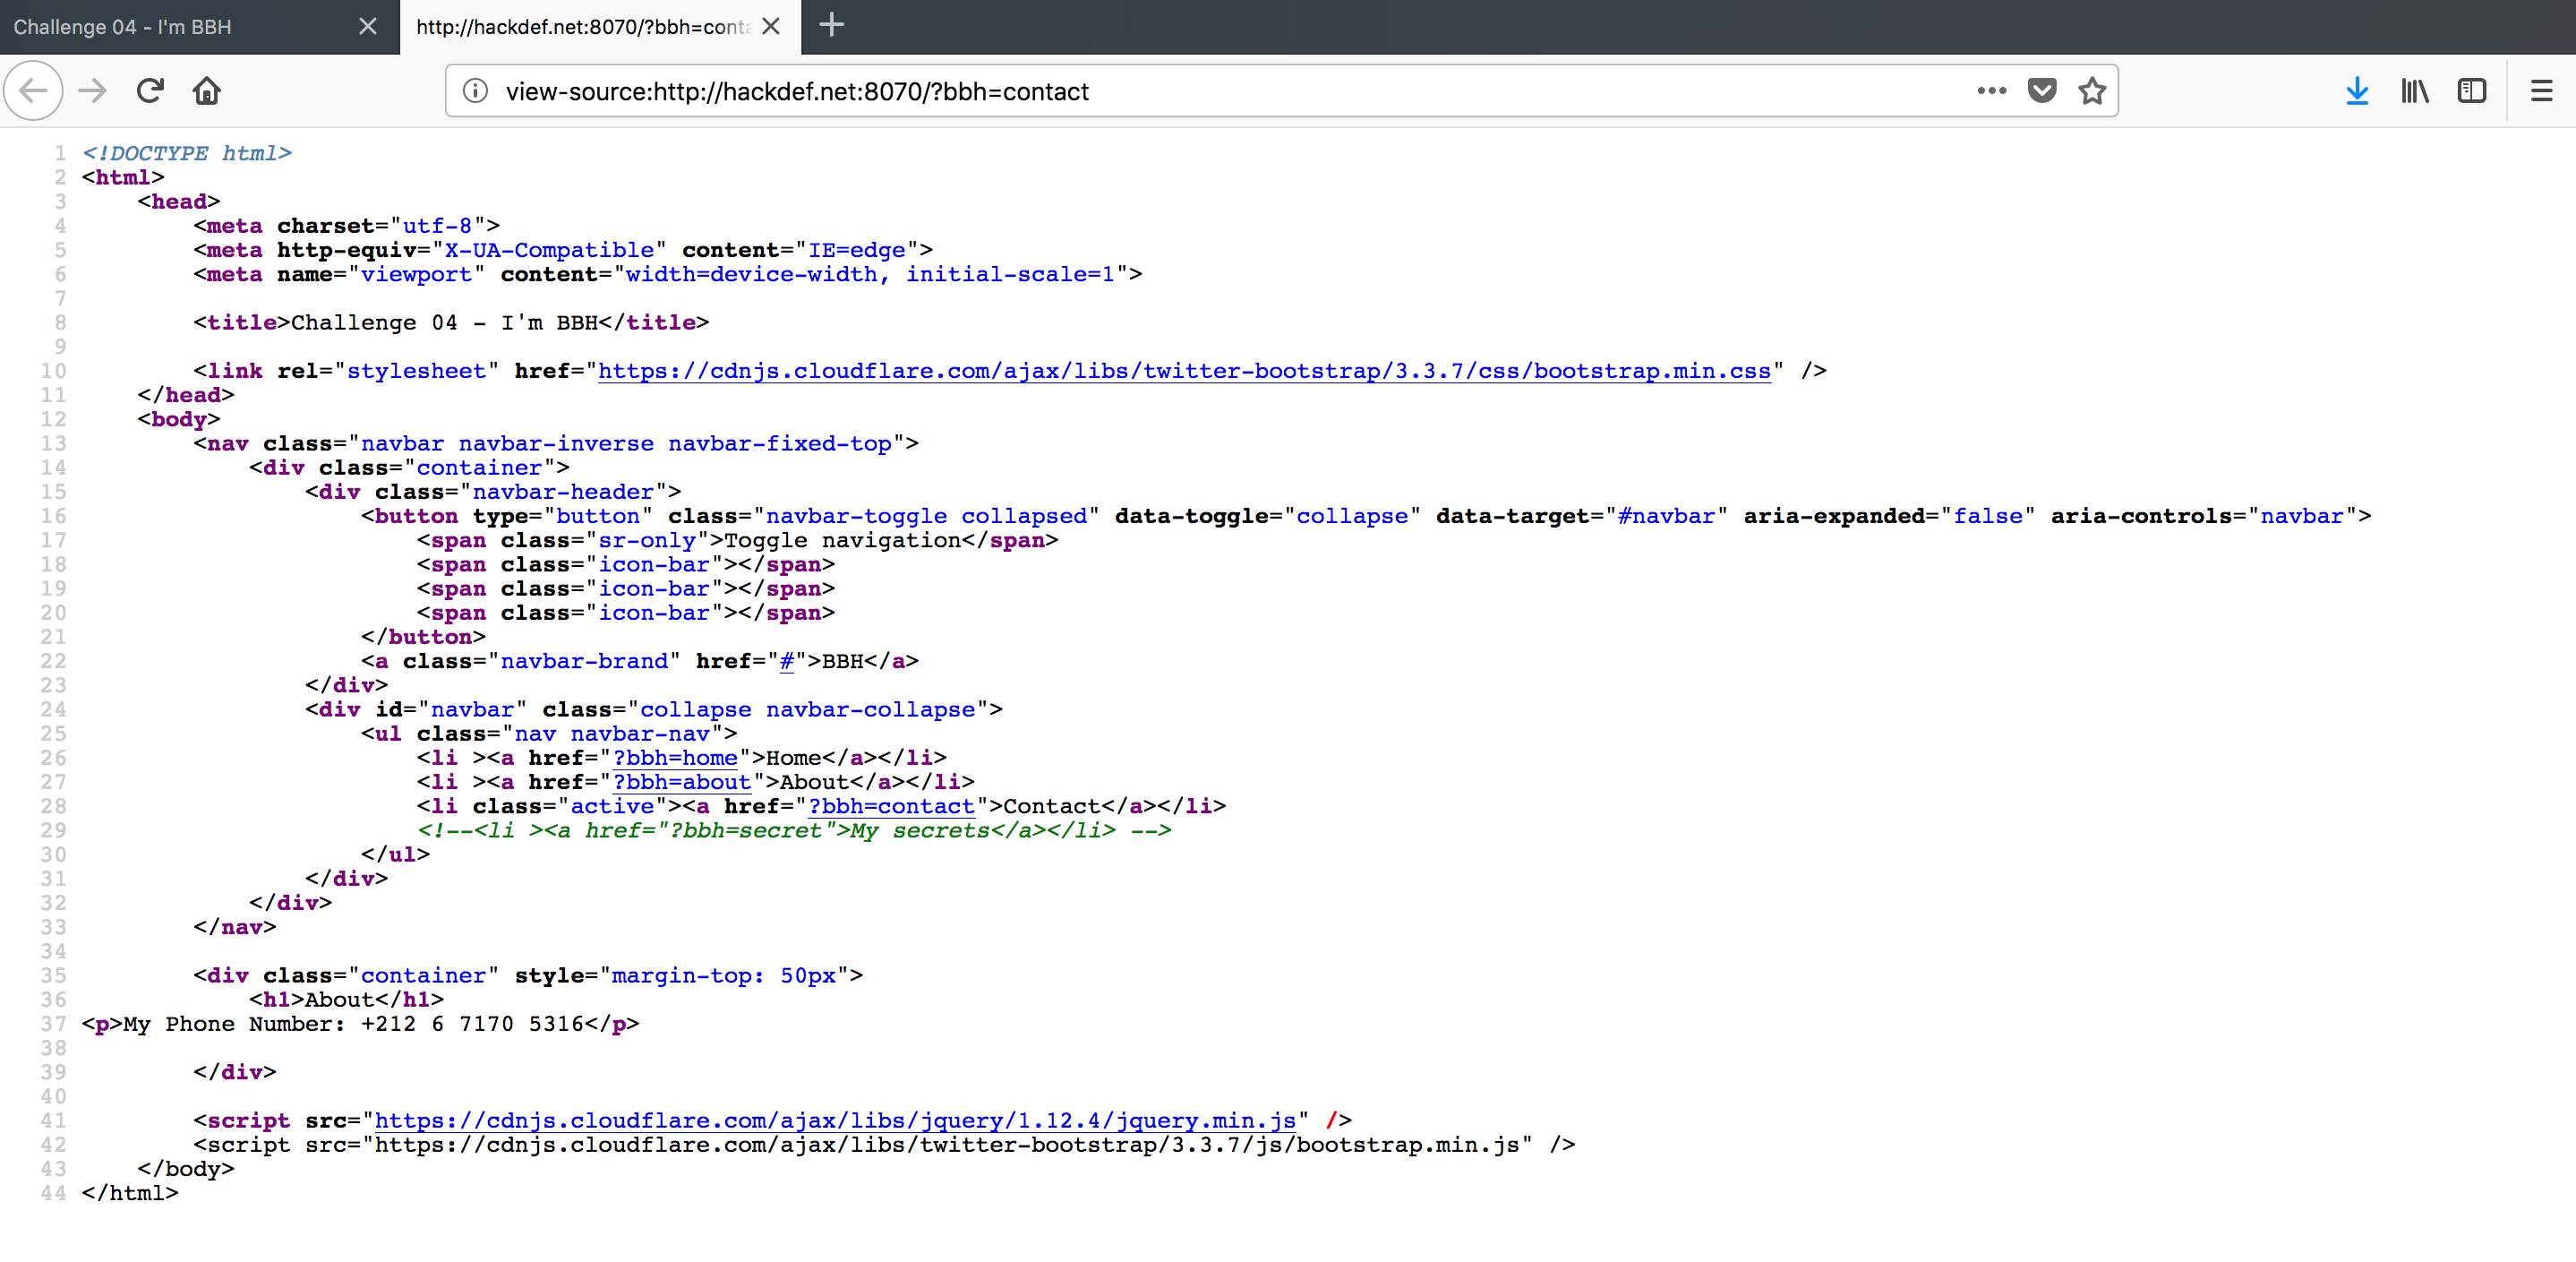 Challenge 04 - I'm BBH
http://hackdef.net:8070/?bbh=conta
view-source:http://hackdef.net:8070/?bbh=contact
1 <!DOCTYPE html>
2 <html>
3     <head>
4         <meta charset="utf-8">
5         <meta http-equiv="X-UA-Compatible" content="IE=edge">
6         <meta name="viewport" content="width=device-width, initial-scale=1">
7
8         <title>Challenge 04 - I'm BBH</title>
9
10         <link rel="stylesheet" href="https://cdnjs.cloudflare.com/ajax/libs/twitter-bootstrap/3.3.7/css/bootstrap.min.css" />
11     </head>
12     <body>
13         <nav class="navbar navbar-inverse navbar-fixed-top">
14             <div class="container">
15                 <div class="navbar-header">
16                     <button type="button" class="navbar-toggle collapsed" data-toggle="collapse" data-target="#navbar" aria-expanded="false" aria-controls="navbar">
17                         <span class="sr-only">Toggle navigation</span>
18                         <span class="icon-bar"></span>
19                         <span class="icon-bar"></span>
20                         <span class="icon-bar"></span>
21                     </button>
22                     <a class="navbar-brand" href="#">BBH</a>
23                 </div>
24                 <div id="navbar" class="collapse navbar-collapse">
25                     <ul class="nav navbar-nav">
26                         <li ><a href="?bbh=home">Home</a></li>
27                         <li ><a href="?bbh=about">About</a></li>
28                         <li class="active"><a href="?bbh=contact">Contact</a></li>
29                         <!--<li ><a href="?bbh=secret">My secrets</a></li> -->
30                     </ul>
31                 </div>
32             </div>
33         </nav>
34
35         <div class="container" style="margin-top: 50px">
36             <h1>About</h1>
37 <p>My Phone Number: +212 6 7170 5316</p>
38
39         </div>
40
41         <script src="https://cdnjs.cloudflare.com/ajax/libs/jquery/1.12.4/jquery.min.js" />
42         <script src="https://cdnjs.cloudflare.com/ajax/libs/twitter-bootstrap/3.3.7/js/bootstrap.min.js" />
43     </body>
44 </html>